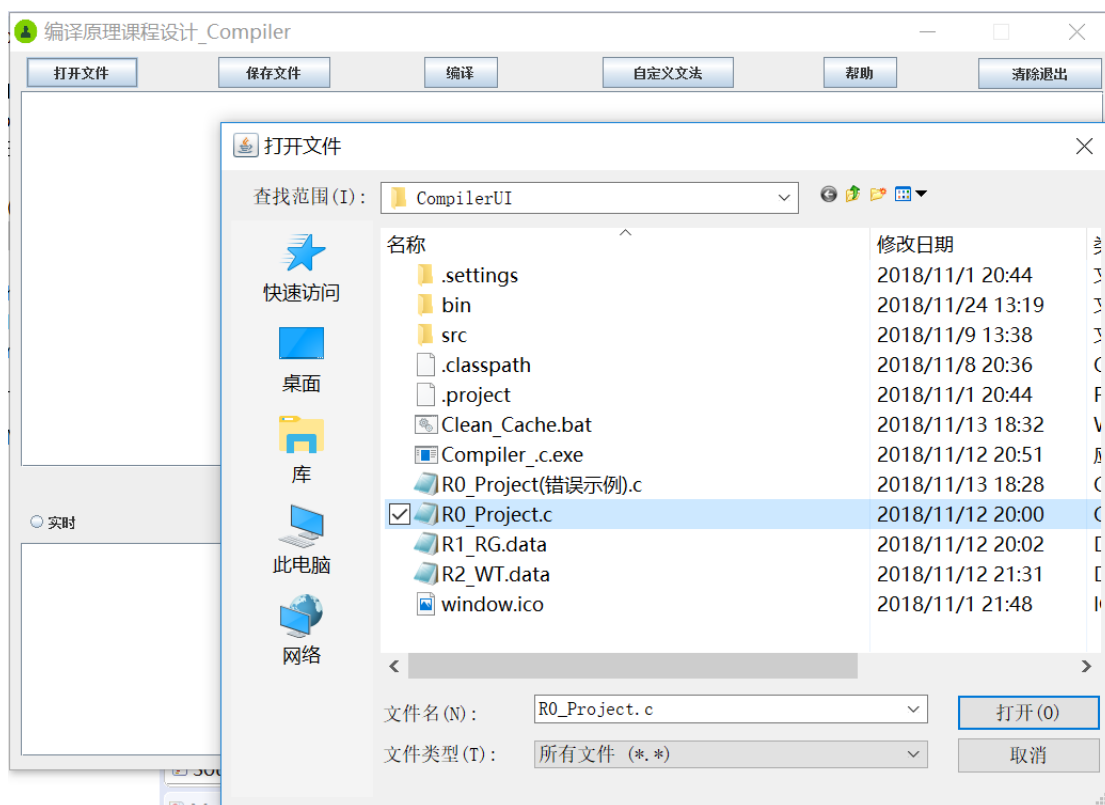 编译原理课程设计_Compiler
打开文件 保存文件 编译 自定义文法 帮助 清除退出
打开文件
查找范围(I): CompilerUI
名称 修改日期
.settings 2018/11/1 20:44
bin 2018/11/24 13:19
src 2018/11/9 13:38
.classpath 2018/11/8 20:36
.project 2018/11/1 20:44
Clean_Cache.bat 2018/11/13 18:32
Compiler_.c.exe 2018/11/12 20:51
R0_Project(错误示例).c 2018/11/13 18:28
R0_Project.c 2018/11/12 20:00
R1_RG.data 2018/11/12 20:02
R2_WT.data 2018/11/12 21:31
window.ico 2018/11/1 21:48
快速访问
桌面
库
此电脑
网络
实时
文件名(N): R0_Project.c 打开(O)
文件类型(T): 所有文件 (*.*) 取消